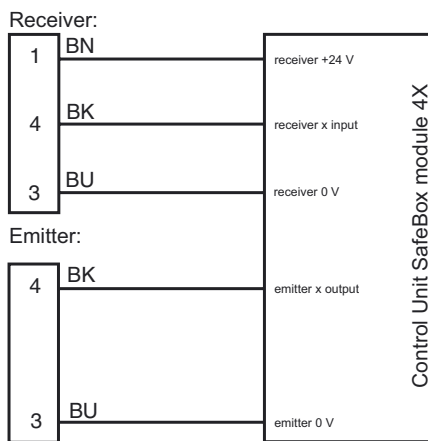 Receiver:
1 BN receiver +24 V
4 BK receiver x input
3 BU receiver 0 V
Emitter:
4 BK emitter x output
3 BU emitter 0 V
Control Unit SafeBox module 4X